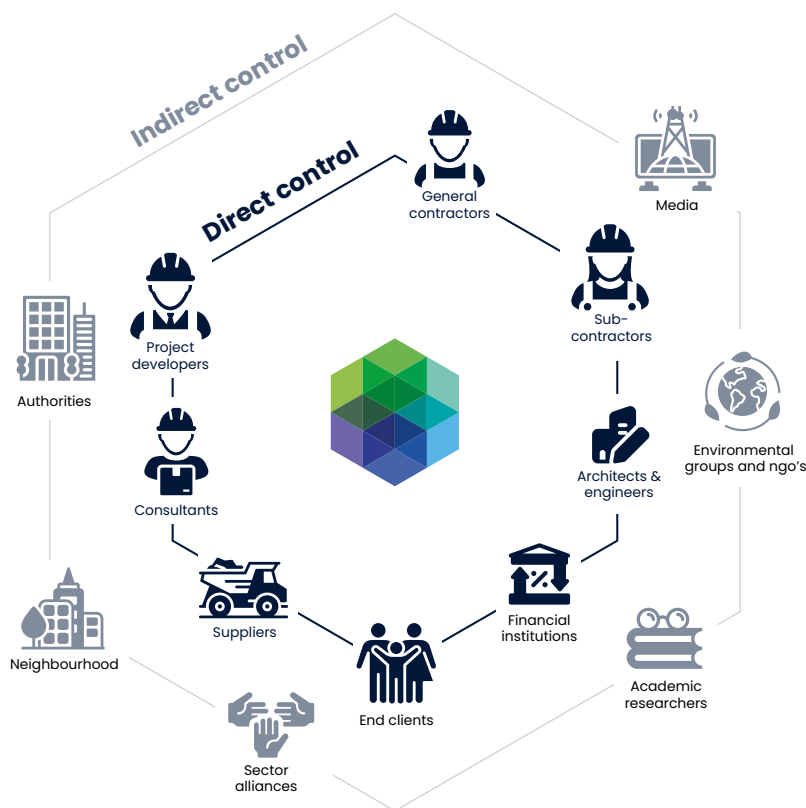 Indirect control
Direct control
General
contractors
Media
Sub-
contractors
Project
developers
Authorities
Environmental
groups and ngo's
Architects &
engineers
Consultants
Financial
institutions
Suppliers
Neighbourhood
Academic
researchers
End clients
Sector
alliances